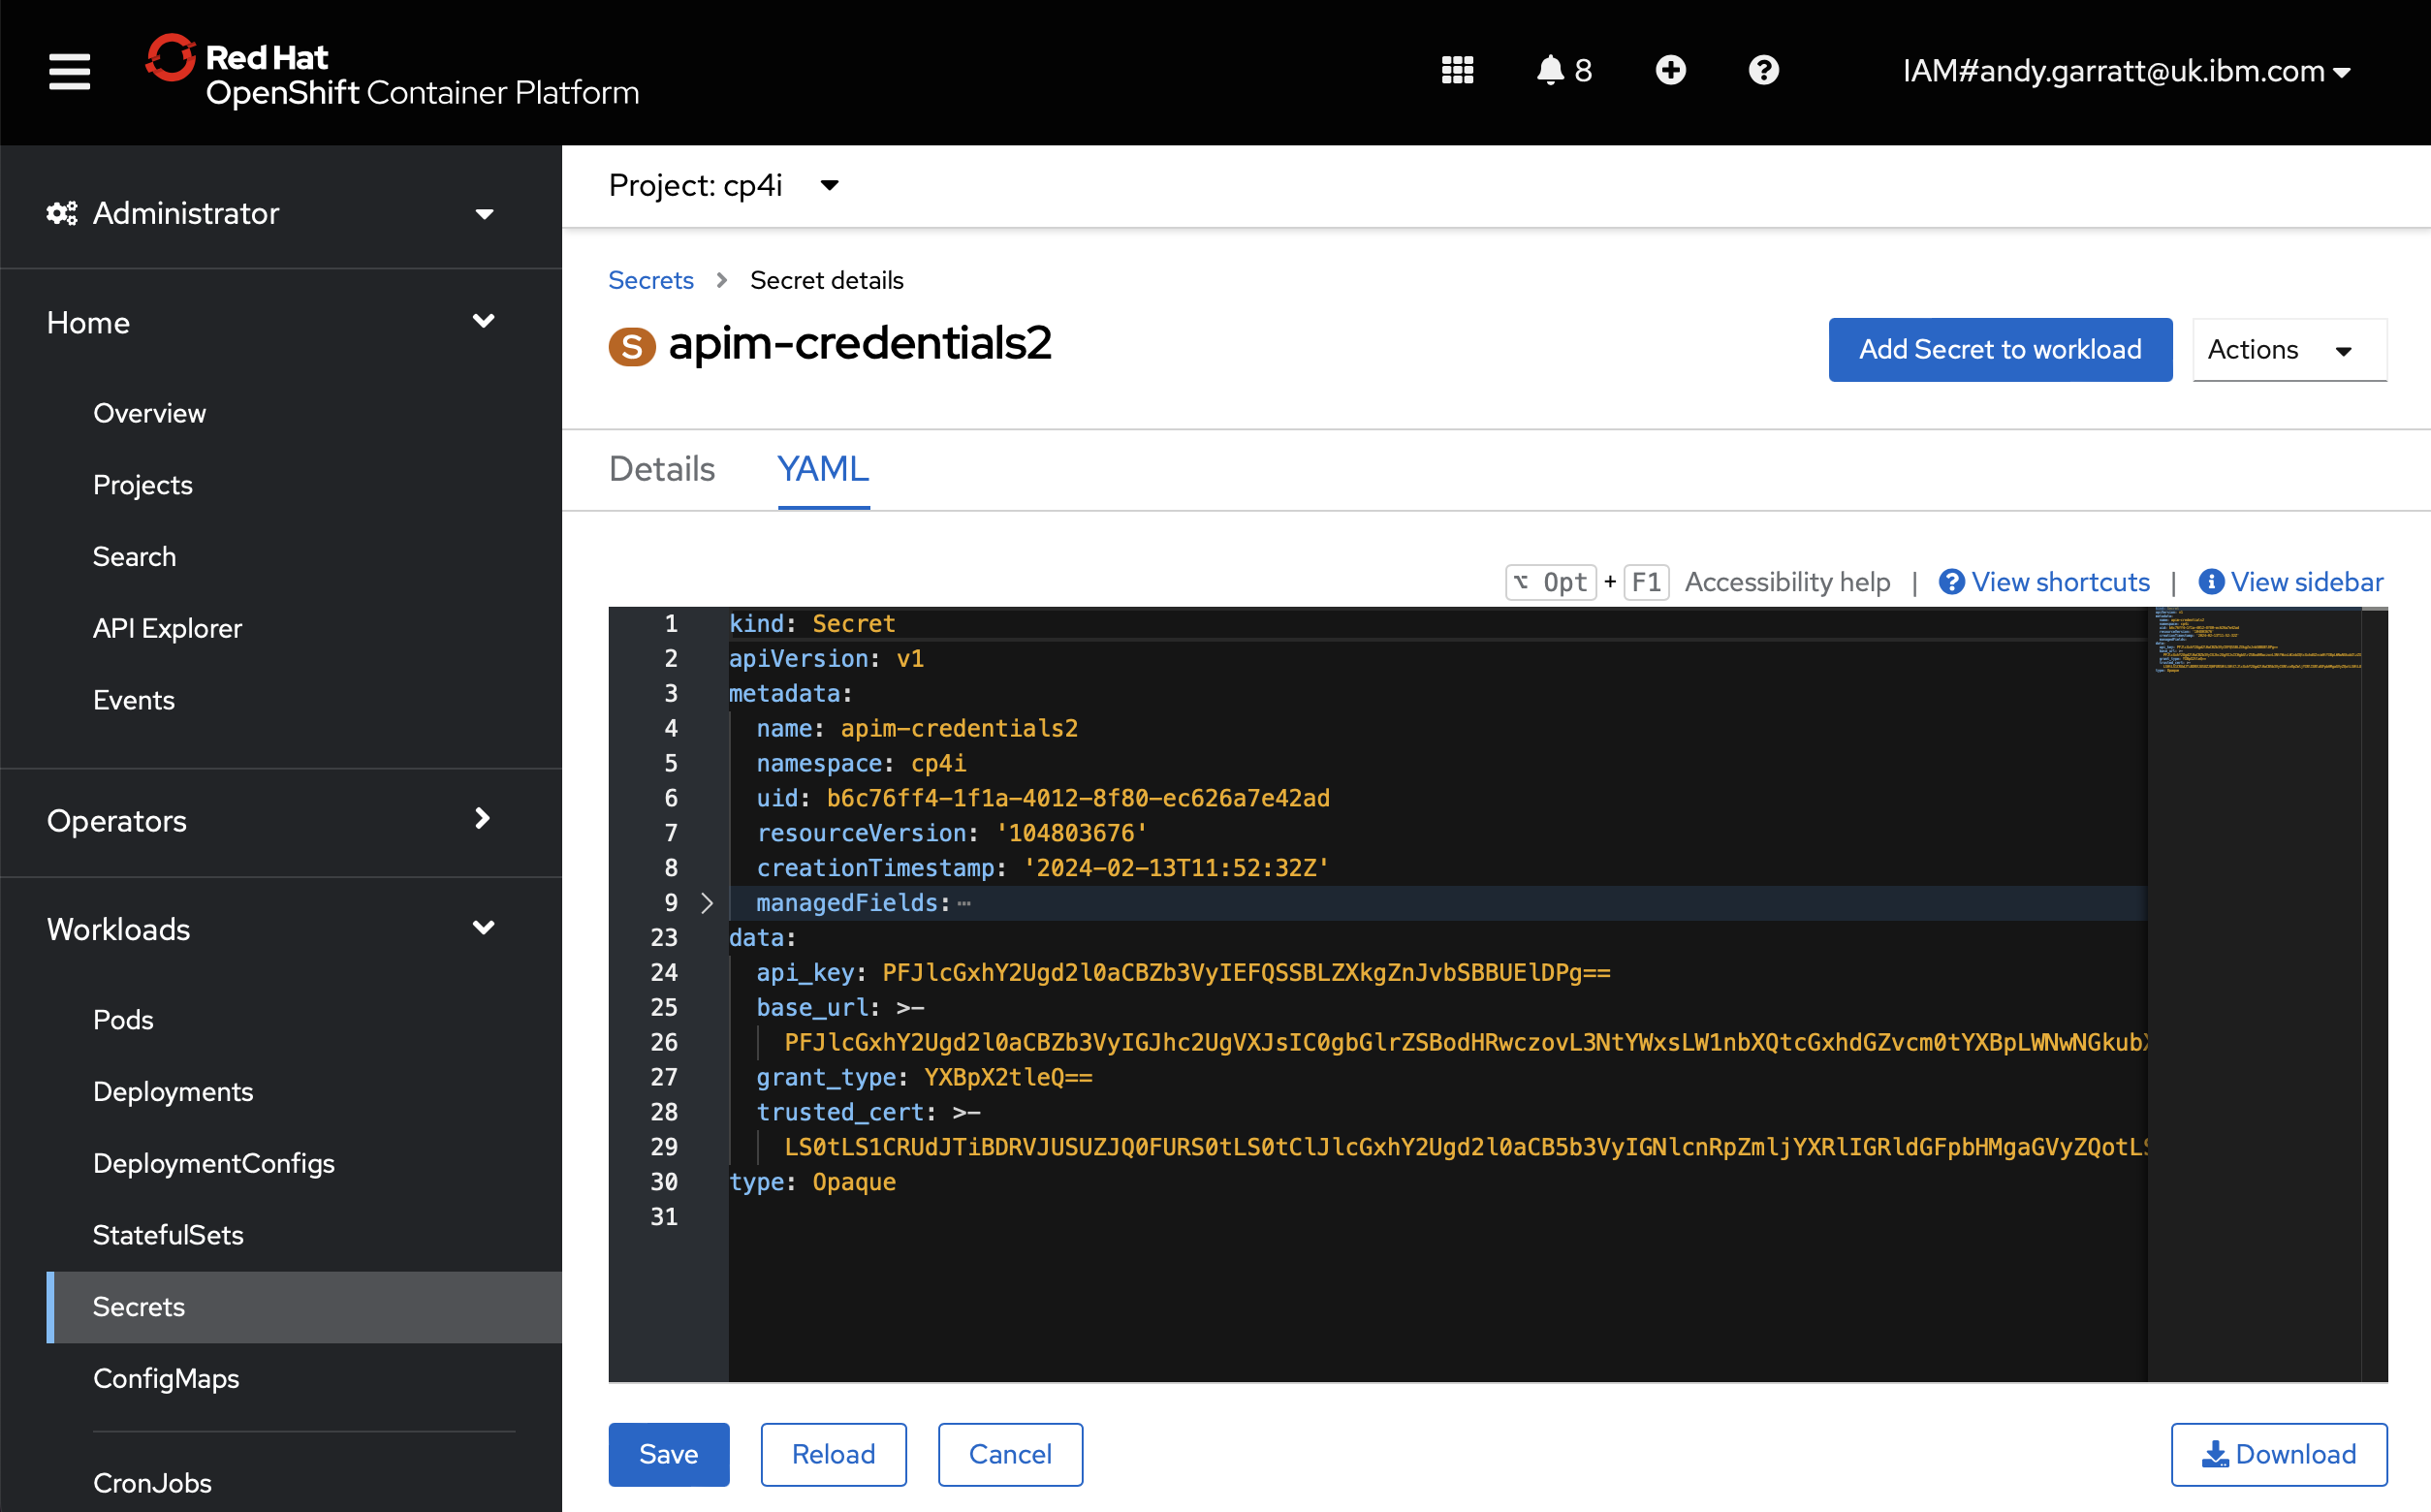 Red Hat
OpenShift Container Platform
8
IAM#andy.garratt@uk.ibm.com
Administrator
Home
Overview
Projects
Search
API Explorer
Events
Operators
Workloads
Pods
Deployments
DeploymentConfigs
StatefulSets
Secrets
ConfigMaps
CronJobs
Project: cp4i
Secrets > Secret details
S apim-credentials2
Add Secret to workload
Actions
Details
YAML
⌥ Opt + F1 Accessibility help | View shortcuts | View sidebar
1 kind: Secret
2 apiVersion: v1
3 metadata:
4 name: apim-credentials2
5 namespace: cp4i
6 uid: b6c76ff4-1f1a-4012-8f80-ec626a7e42ad
7 resourceVersion: '104803676'
8 creationTimestamp: '2024-02-13T11:52:32Z'
9 managedFields: ⋯
23 data:
24 api_key: PFJlcGxhY2Ugd2l0aCBZb3VyIEFQSSBLZXkgZnJvbSBBUElDPg==
25 base_url: >-
26 PFJlcGxhY2Ugd2l0aCBZb3VyIGJhc2UgVXJsIC0gbGlrZSBodHRwczovL3NtYWxsLW1nbXQtcGxhdGZvcm0tYXBpLWNwNGkubX
27 grant_type: YXBpX2tleQ==
28 trusted_cert: >-
29 LS0tLS1CRUdJTiBDRVJUSUZJQ0FURS0tLS0tClJlcGxhY2Ugd2l0aCB5b3VyIGNlcnRpZmljYXRlIGRldGFpbHMgaGVyZQotLS
30 type: Opaque
31
Save
Reload
Cancel
Download